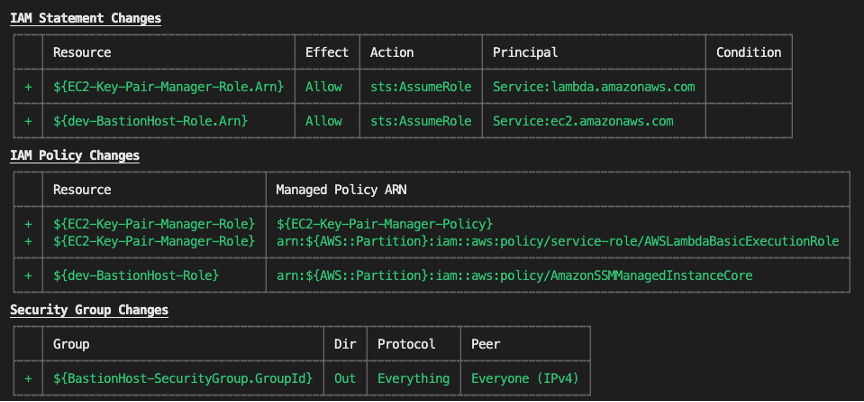 IAM Statement Changes
Resource Effect Action Principal Condition
+ ${EC2-Key-Pair-Manager-Role.Arn} Allow sts:AssumeRole Service:lambda.amazonaws.com
+ ${dev-BastionHost-Role.Arn} Allow sts:AssumeRole Service:ec2.amazonaws.com
IAM Policy Changes
Resource Managed Policy ARN
+ ${EC2-Key-Pair-Manager-Role} ${EC2-Key-Pair-Manager-Policy}
+ ${EC2-Key-Pair-Manager-Role} arn:${AWS::Partition}:iam::aws:policy/service-role/AWSLambdaBasicExecutionRole
+ ${dev-BastionHost-Role} arn:${AWS::Partition}:iam::aws:policy/AmazonSSMManagedInstanceCore
Security Group Changes
Group Dir Protocol Peer
+ ${BastionHost-SecurityGroup.GroupId} Out Everything Everyone (IPv4)